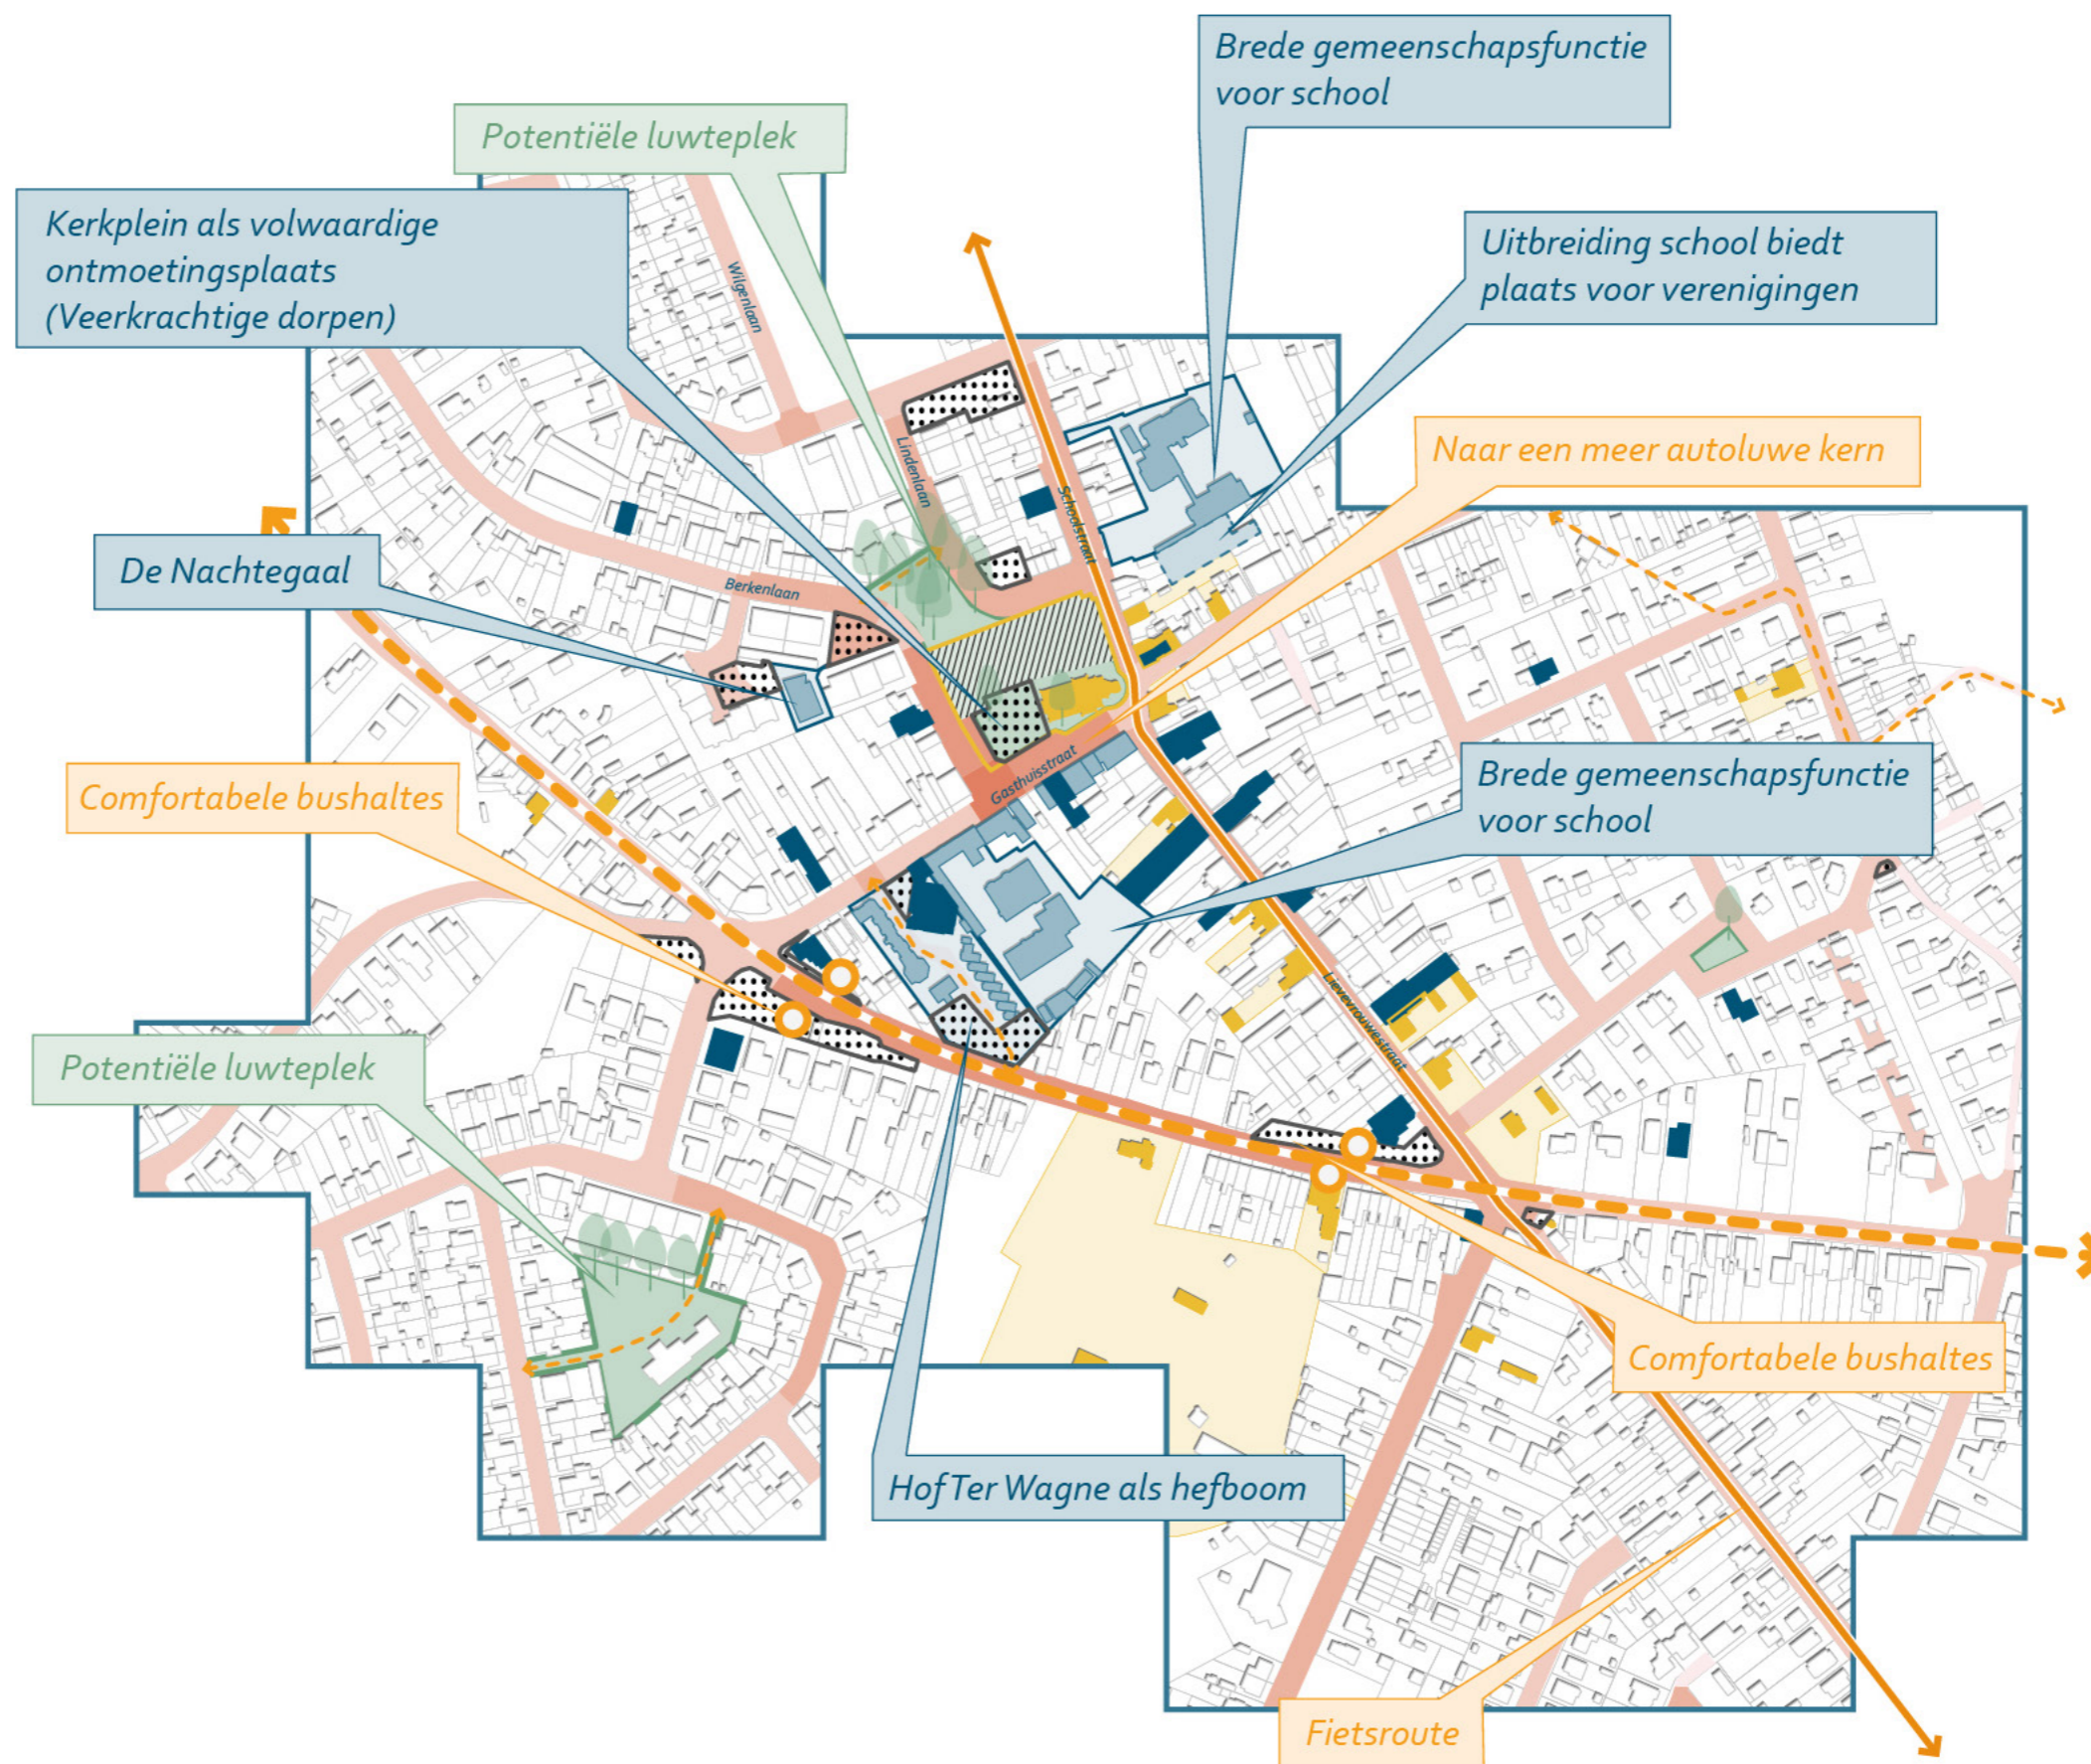 Brede gemeenschapsfunctie
voor school
Potentiële luwteplek
Kerkplein als volwaardige
ontmoetingsplaats
(Veerkrachtige dorpen)
Uitbreiding school biedt
plaats voor verenigingen
Wilgenlaan
Naar een meer autoluwe kern
Lindenlaan
Schoolstraat
De Nachtegaal
Berkenlaan
Gasthuisstraat
Comfortabele bushaltes
Brede gemeenschapsfunctie
voor school
Lievevrouwestraat
Potentiële luwteplek
Comfortabele bushaltes
Hof Ter Wagne als hefboom
Fietsroute